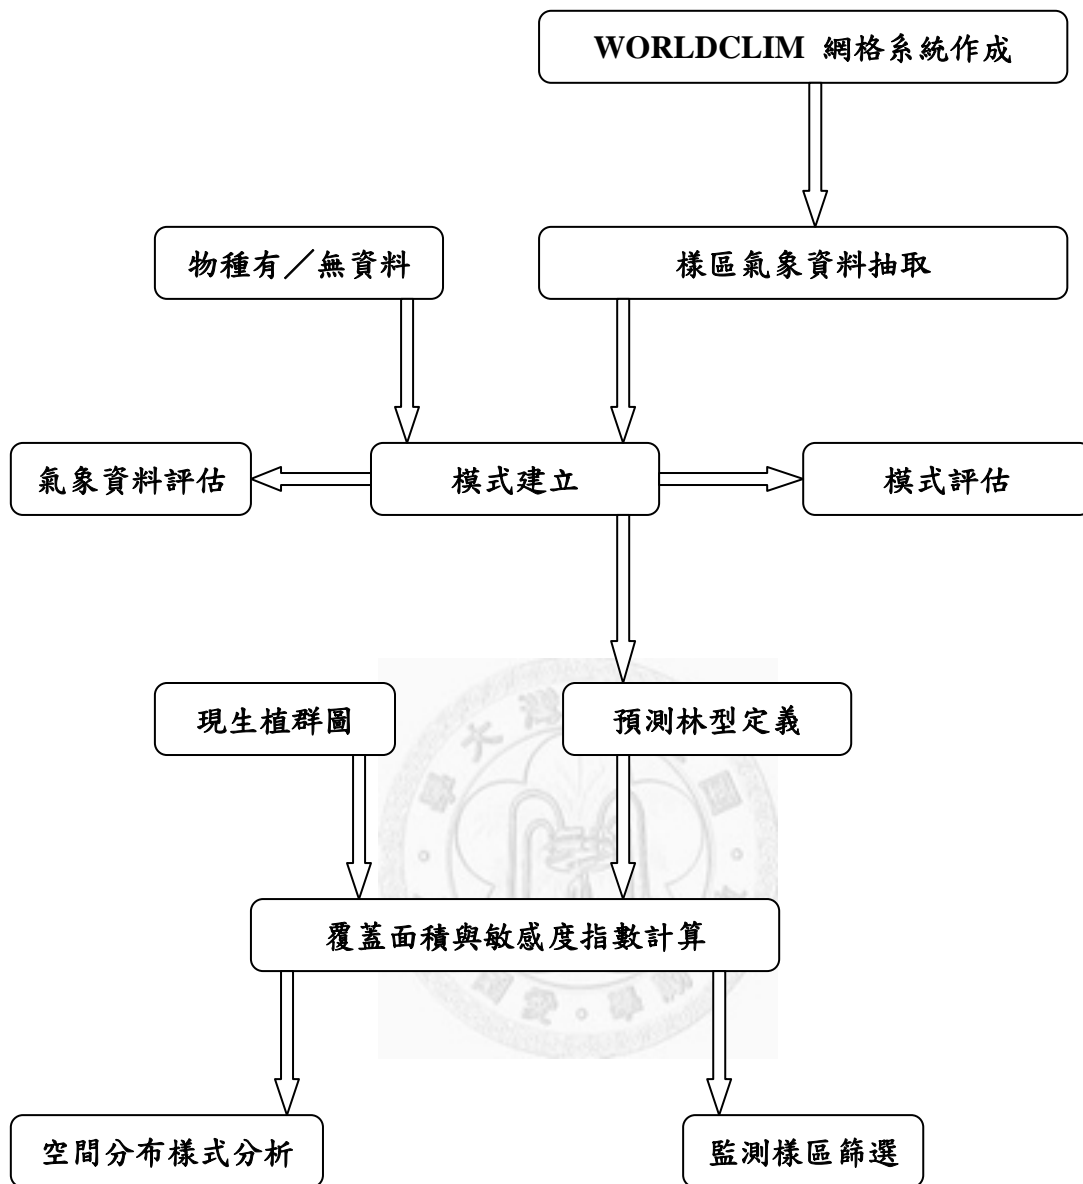 WORLDCLIM 網格系統作成
物種有／無資料
樣區氣象資料抽取
氣象資料評估
模式建立
模式評估
現生植群圖
預測林型定義
覆蓋面積與敏感度指數計算
空間分布樣式分析
監測樣區篩選